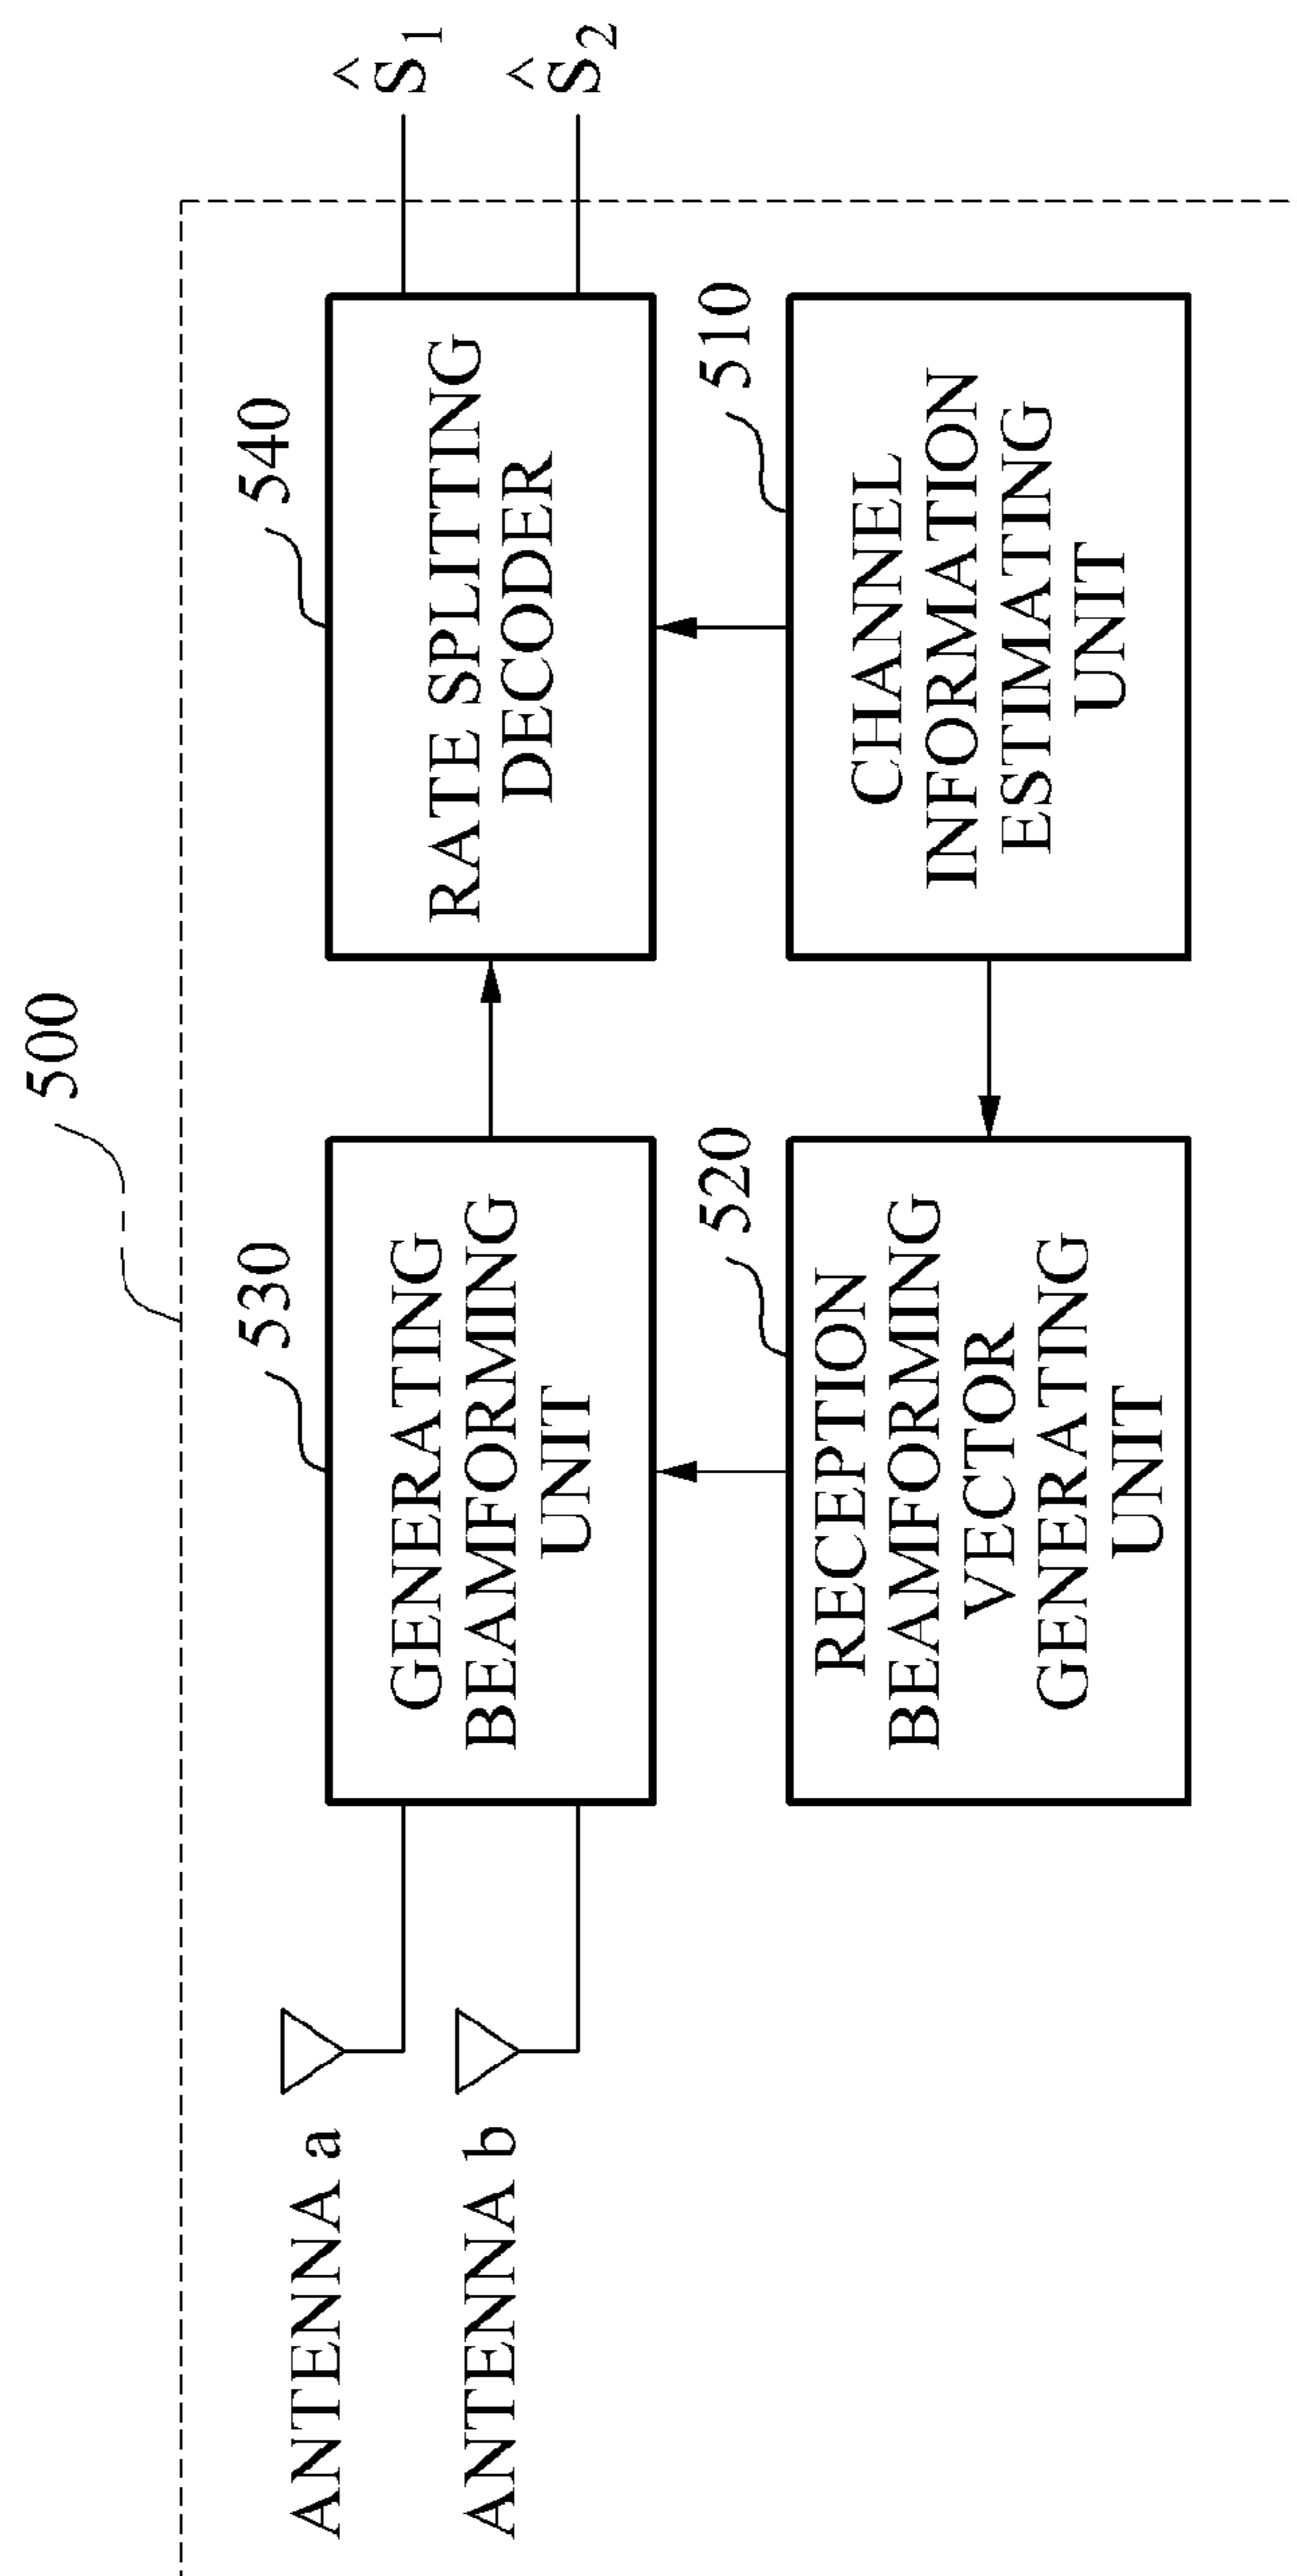 500
ANTENNA a
ANTENNA b
530
GENERATING
BEAMFORMING
UNIT
540
RATE SPLITTING
DECODER
Ŝ1
Ŝ2
520
RECEPTION
BEAMFORMING
VECTOR
GENERATING
UNIT
510
CHANNEL
INFORMATION
ESTIMATING
UNIT